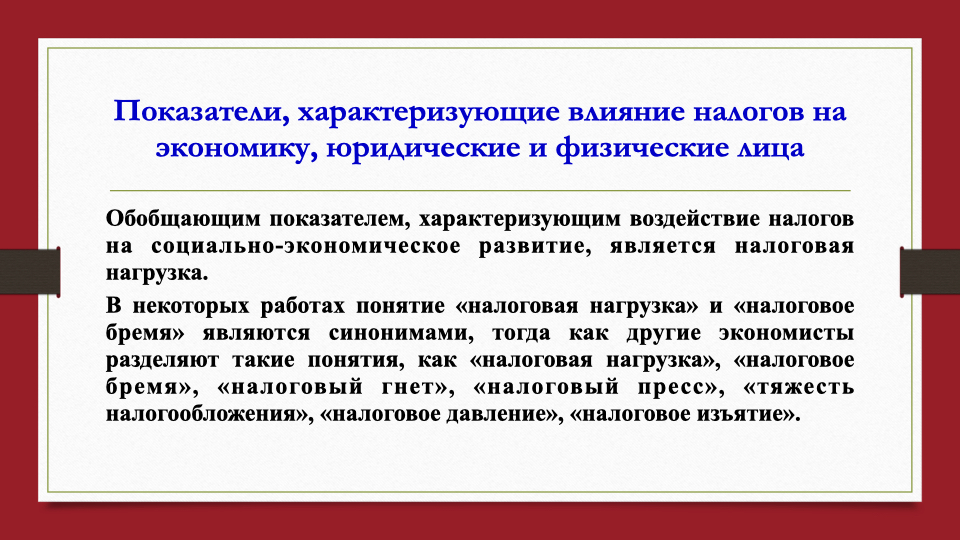 Показатели, характеризующие влияние налогов на
экономику, юридические и физические лица
Обобщающим показателем, характеризующим воздействие налогов
на социально-экономическое развитие, является налоговая
нагрузка.
В некоторых работах понятие «налоговая нагрузка» и «налоговое
бремя» являются синонимами, тогда как другие экономисты
разделяют такие понятия, как «налоговая нагрузка», «налоговое
бремя», «налоговый гнет», «налоговый пресс», «тяжесть
налогообложения», «налоговое давление», «налоговое изъятие».